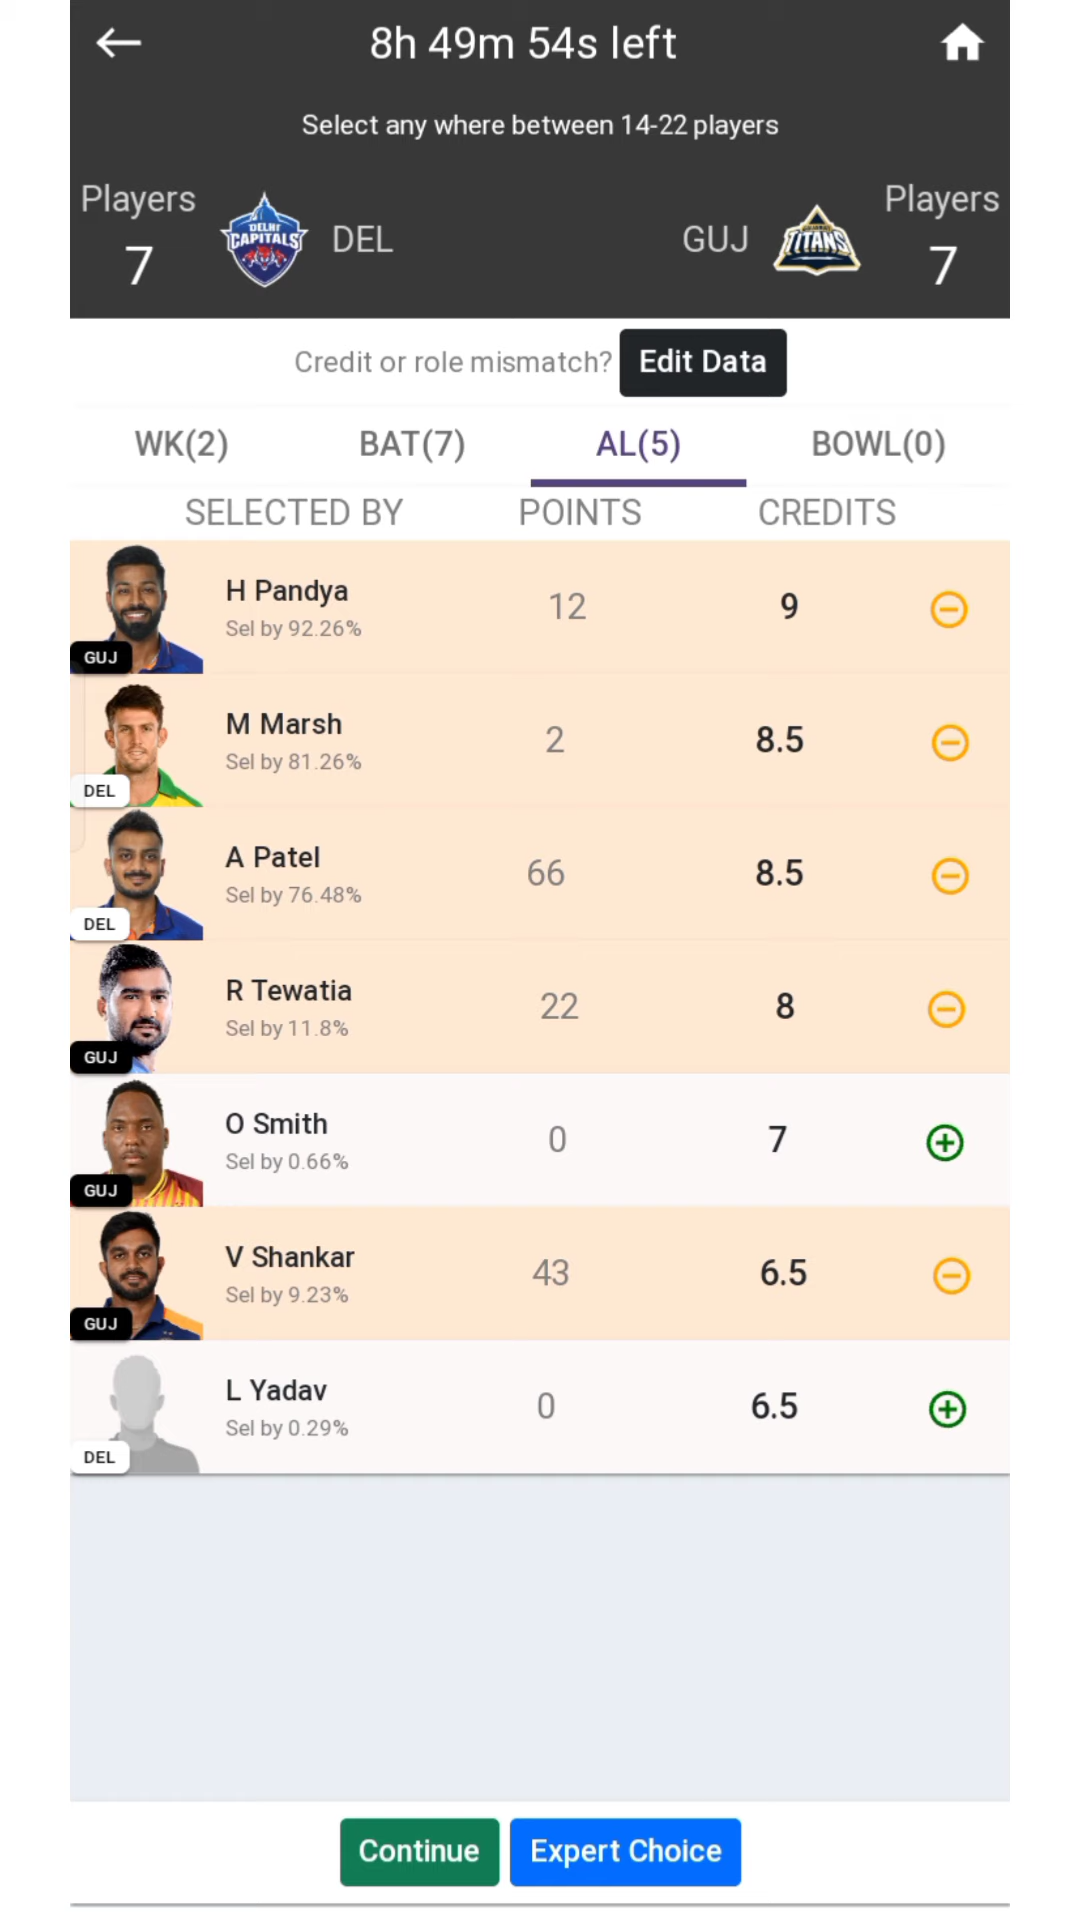 8h 49m 54s left
Select any where between 14-22 players
Players
7
DELHI
CAPITALS
DEL
GUJ
TITANS
Players
7
Credit or role mismatch? Edit Data
WK(2) BAT(7) AL(5) BOWL(0)
SELECTED BY POINTS CREDITS
H Pandya 12 9
Sel by 92.26%
GUJ
M Marsh 2 8.5
Sel by 81.26%
DEL
A Patel 66 8.5
Sel by 76.48%
DEL
R Tewatia 22 8
Sel by 11.8%
GUJ
O Smith 0 7
Sel by 0.66%
GUJ
V Shankar 43 6.5
Sel by 9.23%
GUJ
L Yadav 0 6.5
Sel by 0.29%
DEL
Continue Expert Choice